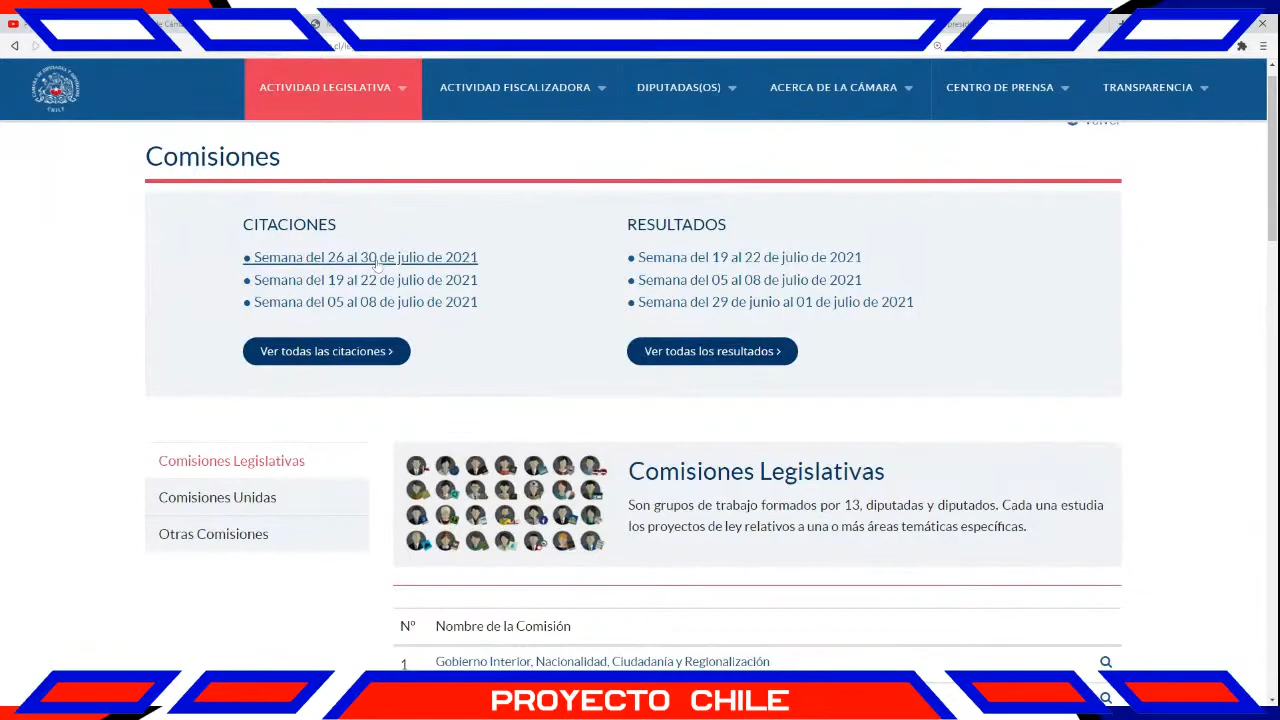 ACTIVIDAD LEGISLATIVA
ACTIVIDAD FISCALIZADORA
DIPUTADAS(OS)
ACERCA DE LA CÁMARA
CENTRO DE PRENSA
TRANSPARENCIA
Comisiones
CITACIONES
• Semana del 26 al 30 de julio de 2021
• Semana del 19 al 22 de julio de 2021
• Semana del 05 al 08 de julio de 2021
Ver todas las citaciones ›
RESULTADOS
• Semana del 19 al 22 de julio de 2021
• Semana del 05 al 08 de julio de 2021
• Semana del 29 de junio al 01 de julio de 2021
Ver todos los resultados ›
Comisiones Legislativas
Comisiones Unidas
Otras Comisiones
Comisiones Legislativas
Son grupos de trabajo formados por 13, diputadas y diputados. Cada una estudia
los proyectos de ley relativos a una o más áreas temáticas específicas.
Nº Nombre de la Comisión
1 Gobierno Interior, Nacionalidad, Ciudadanía y Regionalización
PROYECTO CHILE